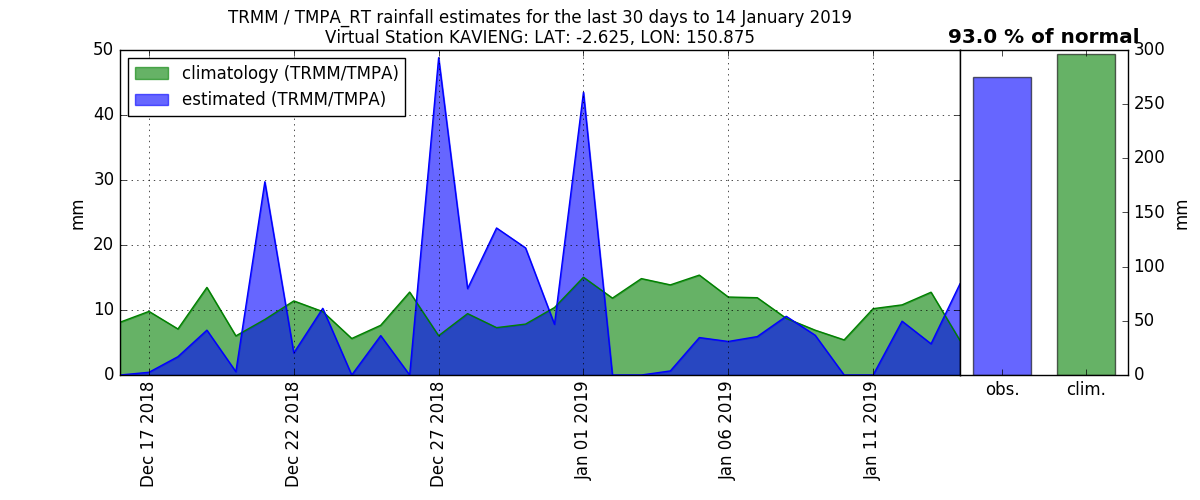 TRMM / TMPA_RT rainfall estimates for the last 30 days to 14 January 2019
Virtual Station KAVIENG: LAT: -2.625, LON: 150.875
93.0 % of normal
climatology (TRMM/TMPA)
estimated (TRMM/TMPA)
mm
50
40
30
20
10
0
Dec 17 2018
Dec 22 2018
Dec 27 2018
Jan 01 2019
Jan 06 2019
Jan 11 2019
obs.
clim.
300
250
200
150
100
50
0
mm